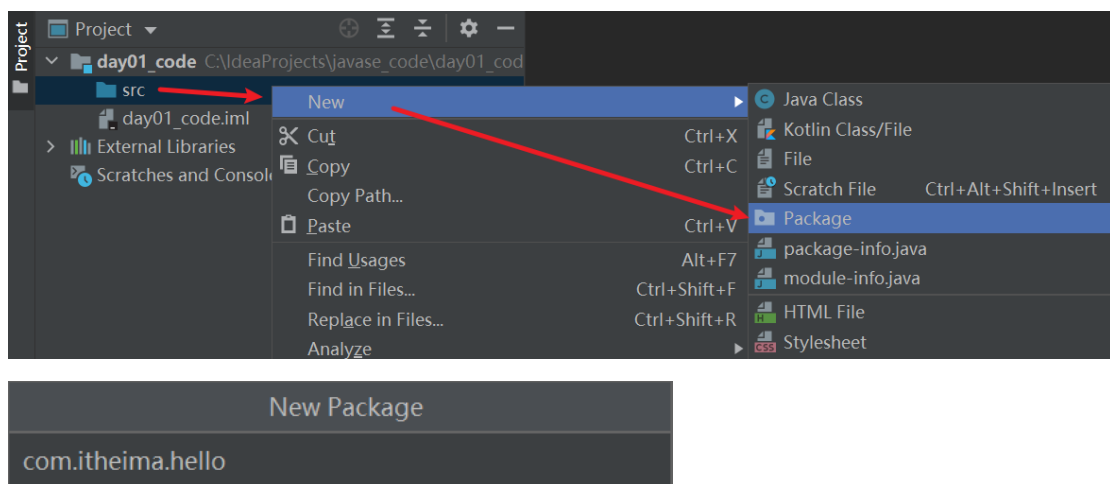 Project
Project
day01_code C:\IdeaProjects\javase_code\day01_cod
src
day01_code.iml
External Libraries
Scratches and Consol
New
Cut Ctrl+X
Copy Ctrl+C
Copy Path...
Paste Ctrl+V
Find Usages Alt+F7
Find in Files... Ctrl+Shift+F
Replace in Files... Ctrl+Shift+R
Analyze
Java Class
Kotlin Class/File
File
Scratch File Ctrl+Alt+Shift+Insert
Package
package-info.java
module-info.java
HTML File
Stylesheet
New Package
com.itheima.hello